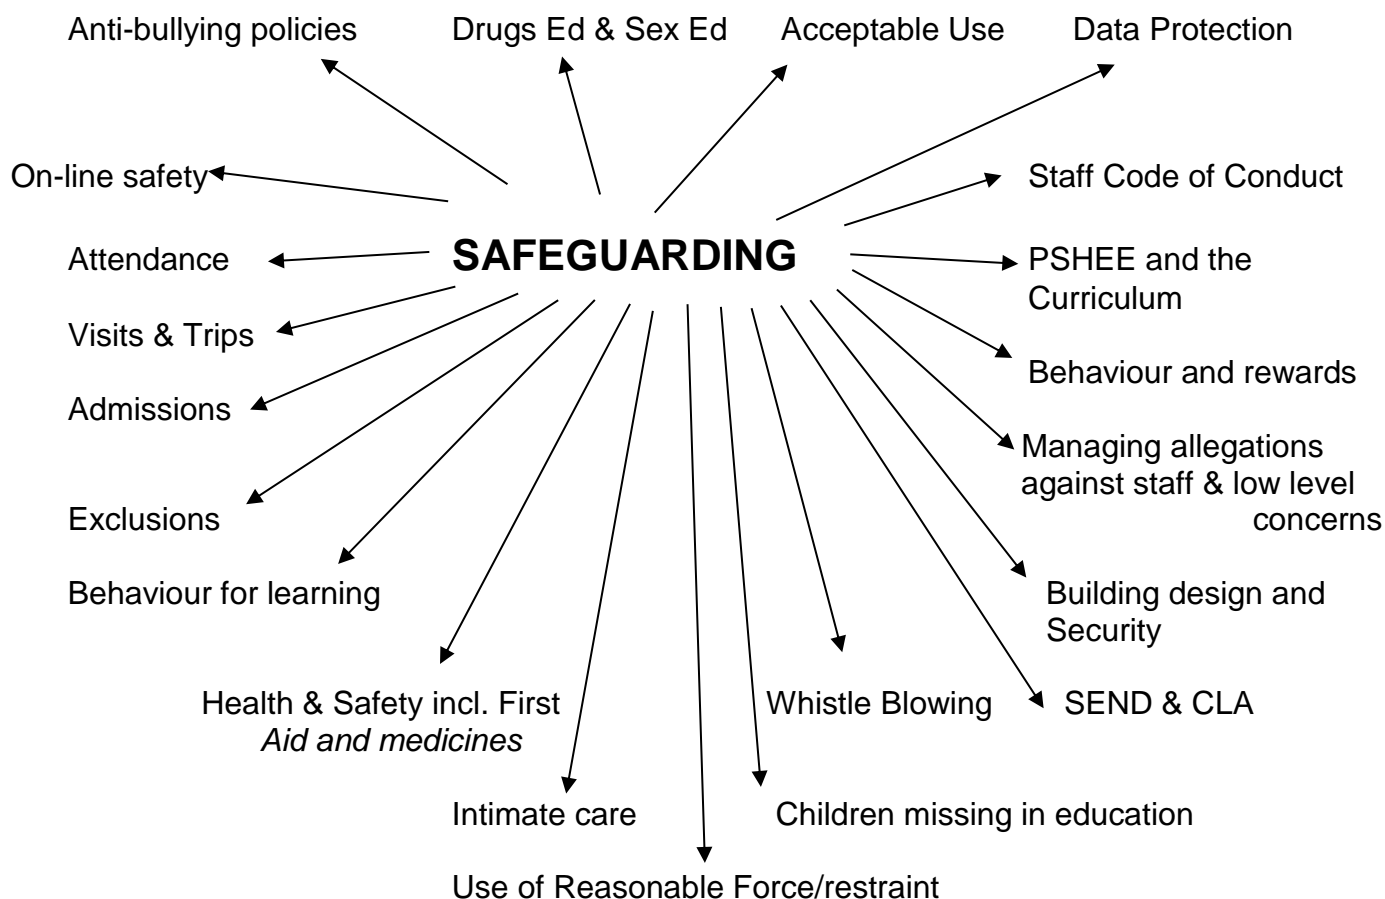 Anti-bullying policies
Drugs Ed & Sex Ed
Acceptable Use
Data Protection
On-line safety
Staff Code of Conduct
SAFEGUARDING
Attendance
PSHEE and the
Curriculum
Visits & Trips
Behaviour and rewards
Admissions
Managing allegations
against staff & low level
concerns
Exclusions
Behaviour for learning
Building design and
Security
Health & Safety incl. First
Aid and medicines
Whistle Blowing
SEND & CLA
Intimate care
Children missing in education
Use of Reasonable Force/restraint